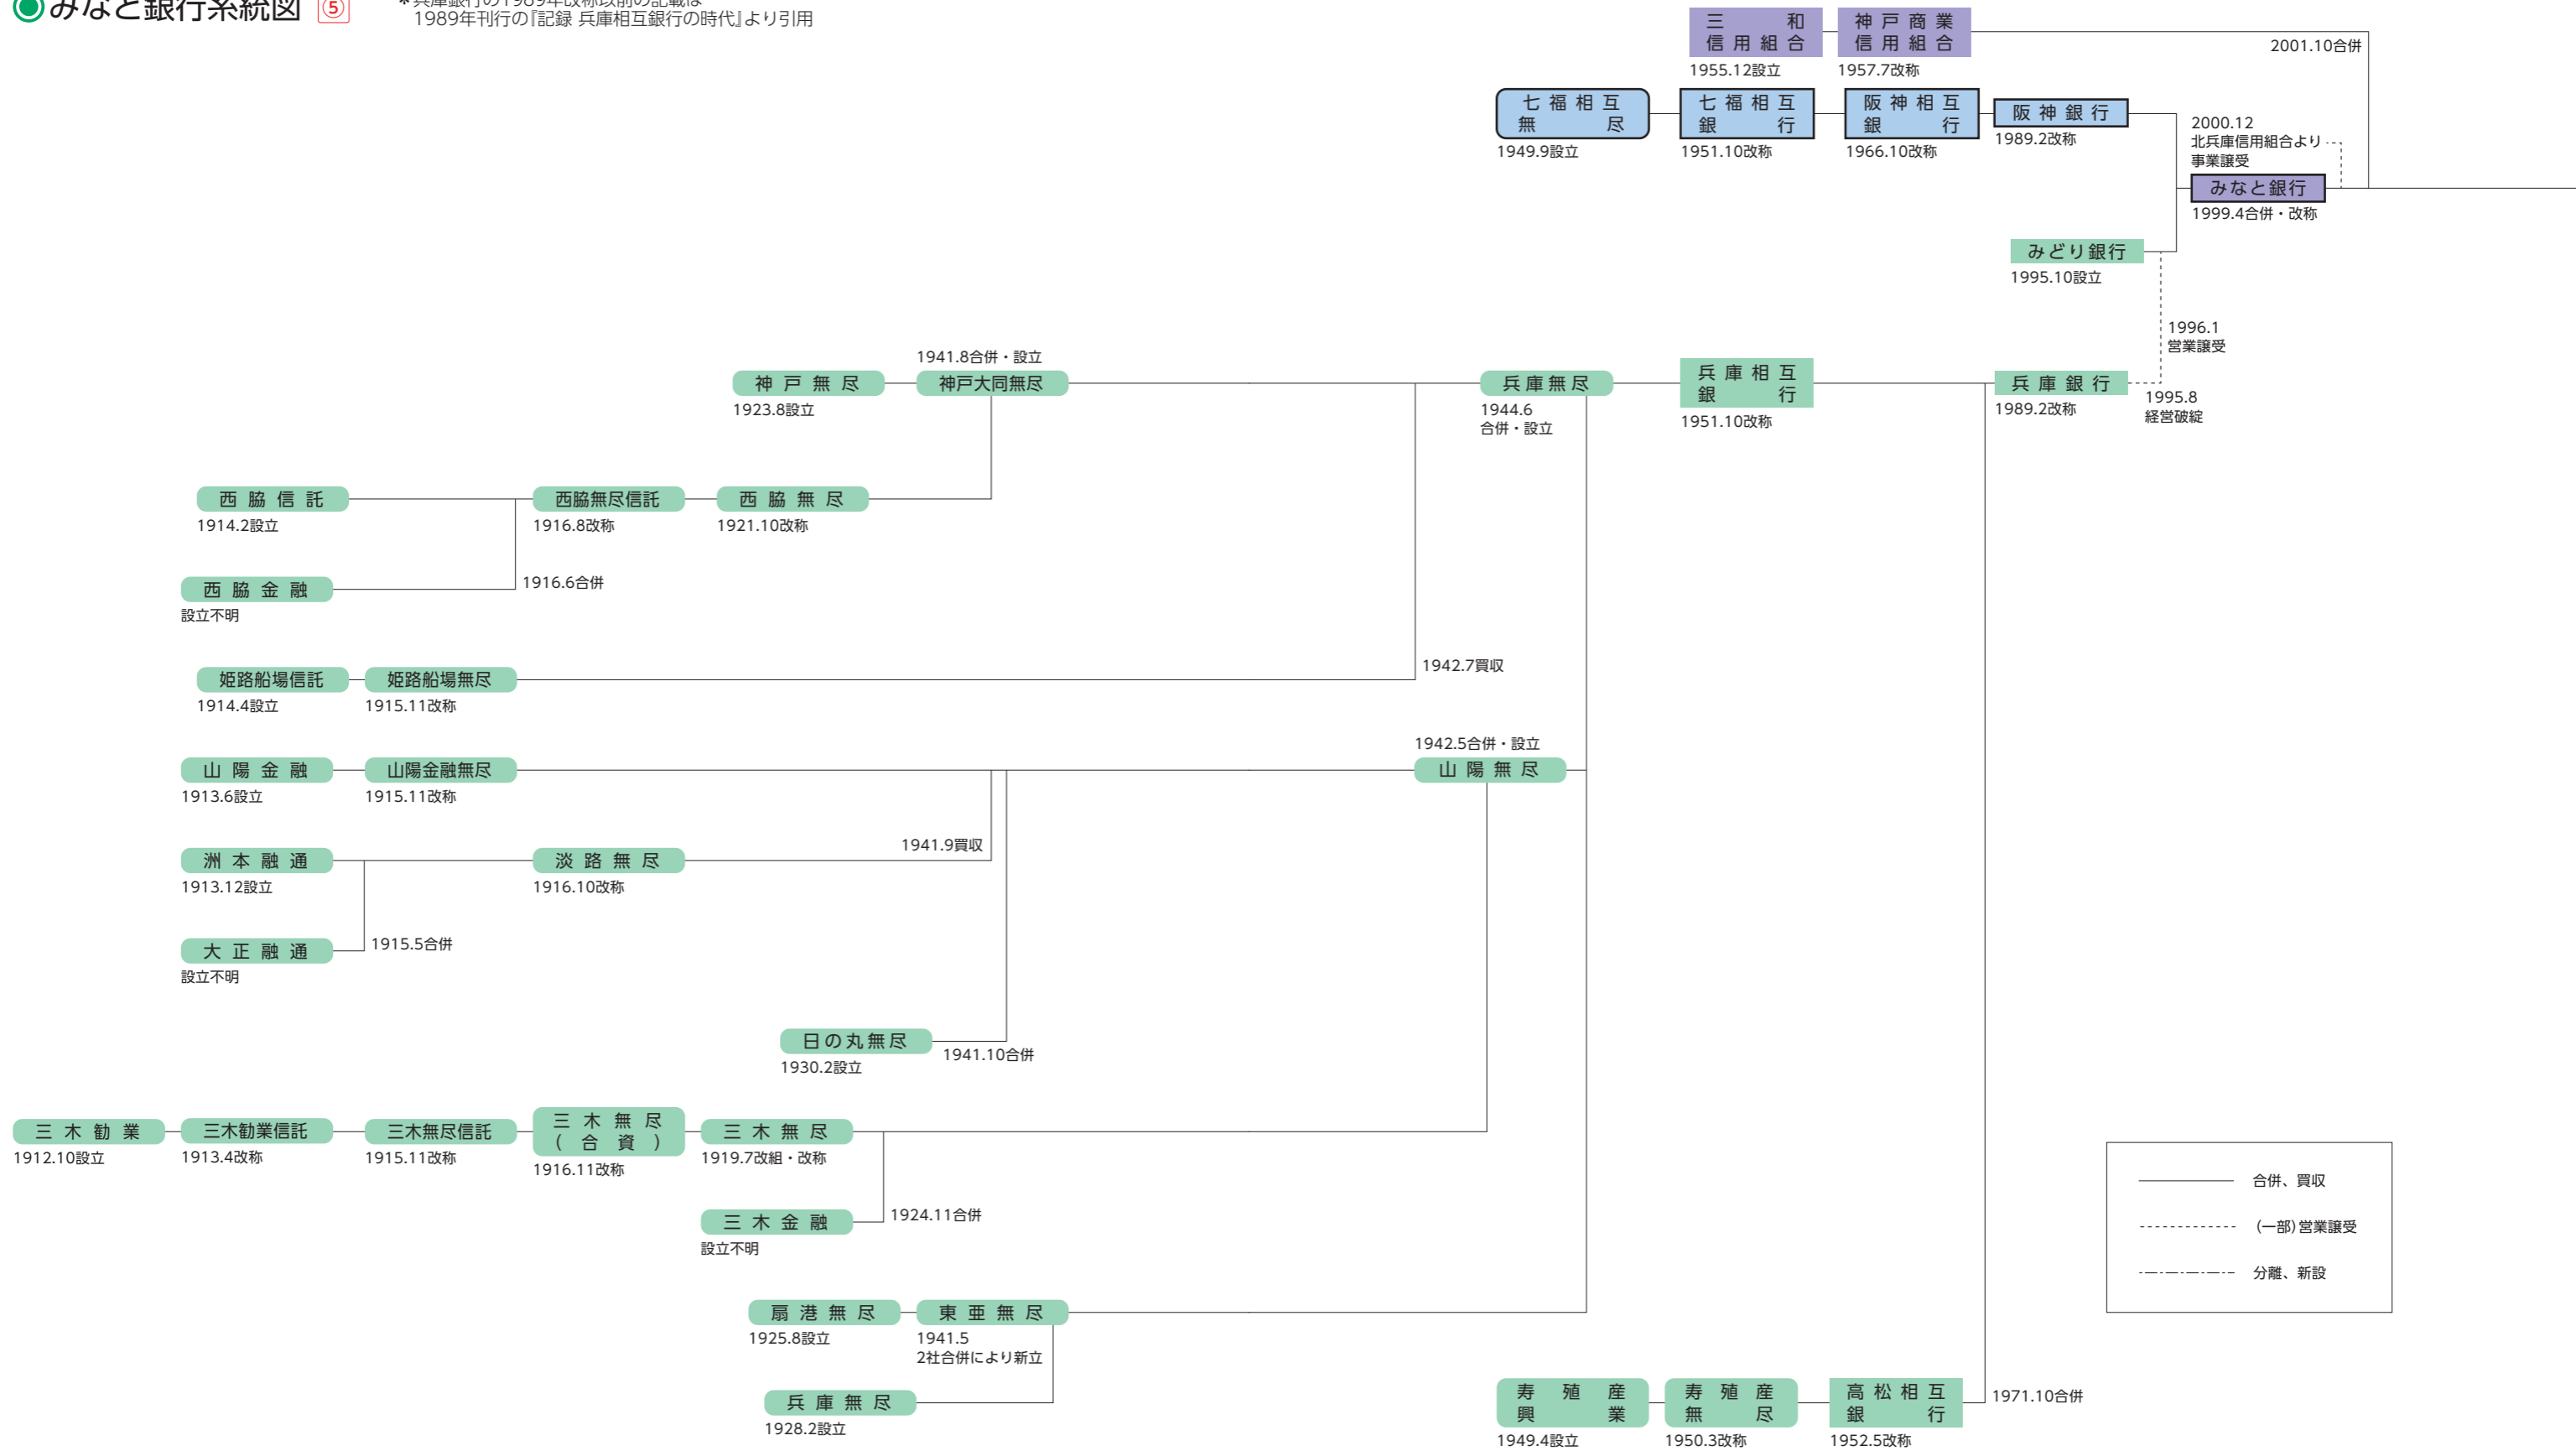 ●みなと銀行系統図 ⑤
*兵庫銀行の1989年改称以前の記載は
1989年刊行の『記録 兵庫相互銀行の時代』より引用
三和
信用組合
1955.12設立
神戸商業
信用組合
1957.7改称
2001.10合併
七福相互
無尽
1949.9設立
七福相互
銀行
1951.10改称
阪神相互
銀行
1966.10改称
阪神銀行
1989.2改称
2000.12
北兵庫信用組合より
事業譲受
みなと銀行
1999.4合併・改称
みどり銀行
1995.10設立
1996.1
営業譲受
神戸無尽
1923.8設立
1941.8合併・設立
神戸大同無尽
兵庫無尽
1944.6
合併・設立
兵庫相互
銀行
1951.10改称
兵庫銀行
1989.2改称
1995.8
経営破綻
西脇信託
1914.2設立
西脇無尽信託
1916.8改称
西脇無尽
1921.10改称
西脇金融
設立不明
1916.6合併
姫路船場信託
1914.4設立
姫路船場無尽
1915.11改称
1942.7買収
山陽金融
1913.6設立
山陽金融無尽
1915.11改称
1942.5合併・設立
山陽無尽
洲本融通
1913.12設立
淡路無尽
1916.10改称
1941.9買収
大正融通
設立不明
1915.5合併
日の丸無尽
1930.2設立
1941.10合併
三木勧業
1912.10設立
三木勧業信託
1913.4改称
三木無尽信託
1915.11改称
三木無尽
(合資)
1916.11改称
三木無尽
1919.7改組・改称
三木金融
設立不明
1924.11合併
扇港無尽
1925.8設立
東亜無尽
1941.5
2社合併により新立
兵庫無尽
1928.2設立
寿殖産
興業
1949.4設立
寿殖産
無尽
1950.3改称
高松相互
銀行
1952.5改称
1971.10合併
合併、買収
(一部)営業譲受
分離、新設